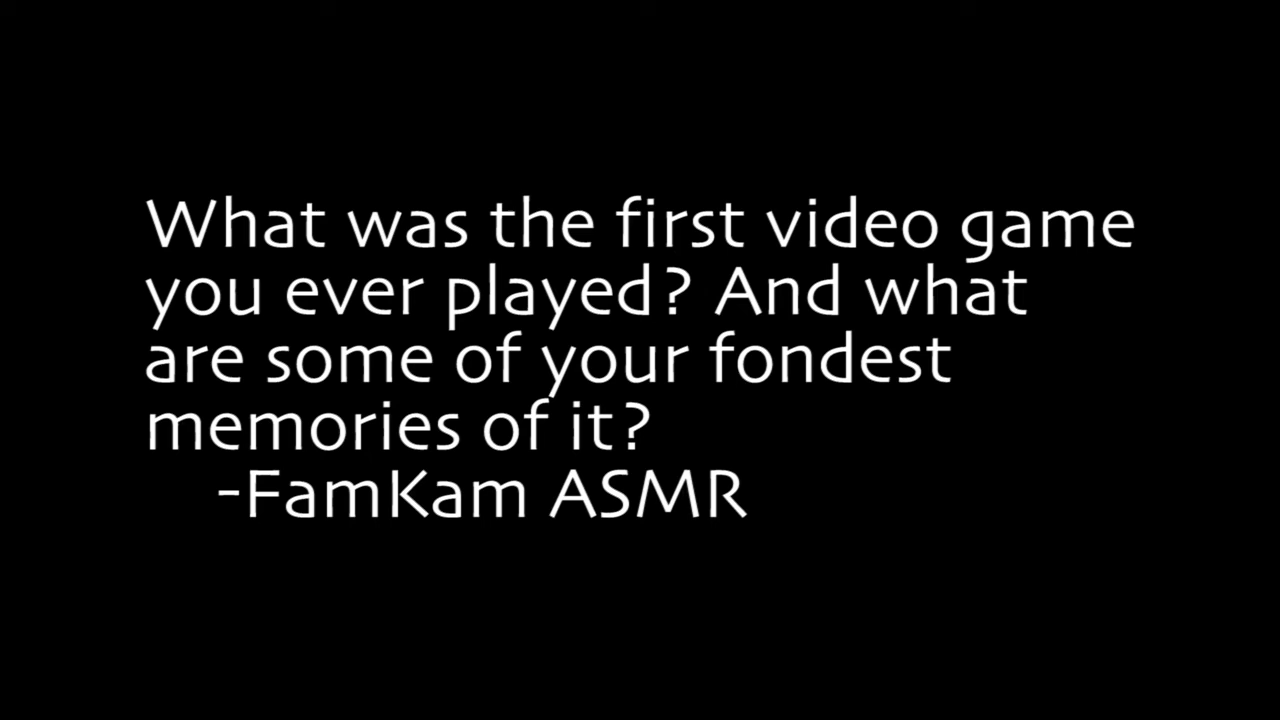 What was the first video game
you ever played? And what
are some of your fondest
memories of it?
-FamKam ASMR